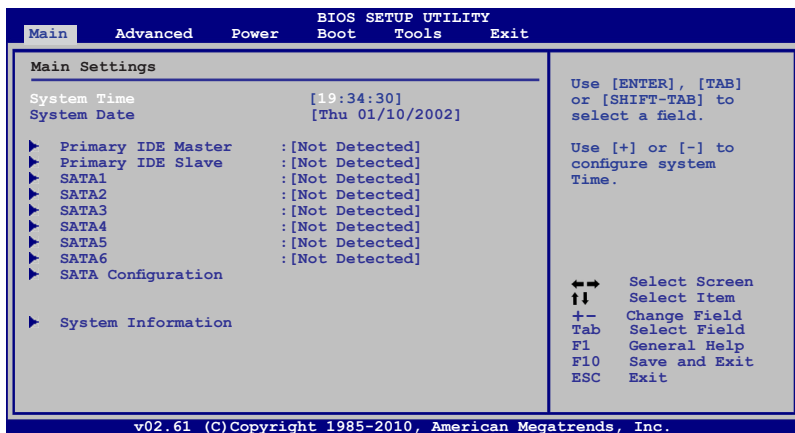 BIOS SETUP UTILITY
Main Advanced Power Boot Tools Exit
Main Settings
System Time [19:34:30]
System Date [Thu 01/10/2002]
Primary IDE Master :[Not Detected]
Primary IDE Slave :[Not Detected]
SATA1 :[Not Detected]
SATA2 :[Not Detected]
SATA3 :[Not Detected]
SATA4 :[Not Detected]
SATA5 :[Not Detected]
SATA6 :[Not Detected]
SATA Configuration
System Information
Use [ENTER], [TAB]
or [SHIFT-TAB] to
select a field.
Use [+] or [-] to
configure system
Time.
←→ Select Screen
↑↓ Select Item
+- Change Field
Tab Select Field
F1 General Help
F10 Save and Exit
ESC Exit
v02.61 (C)Copyright 1985-2010, American Megatrends, Inc.